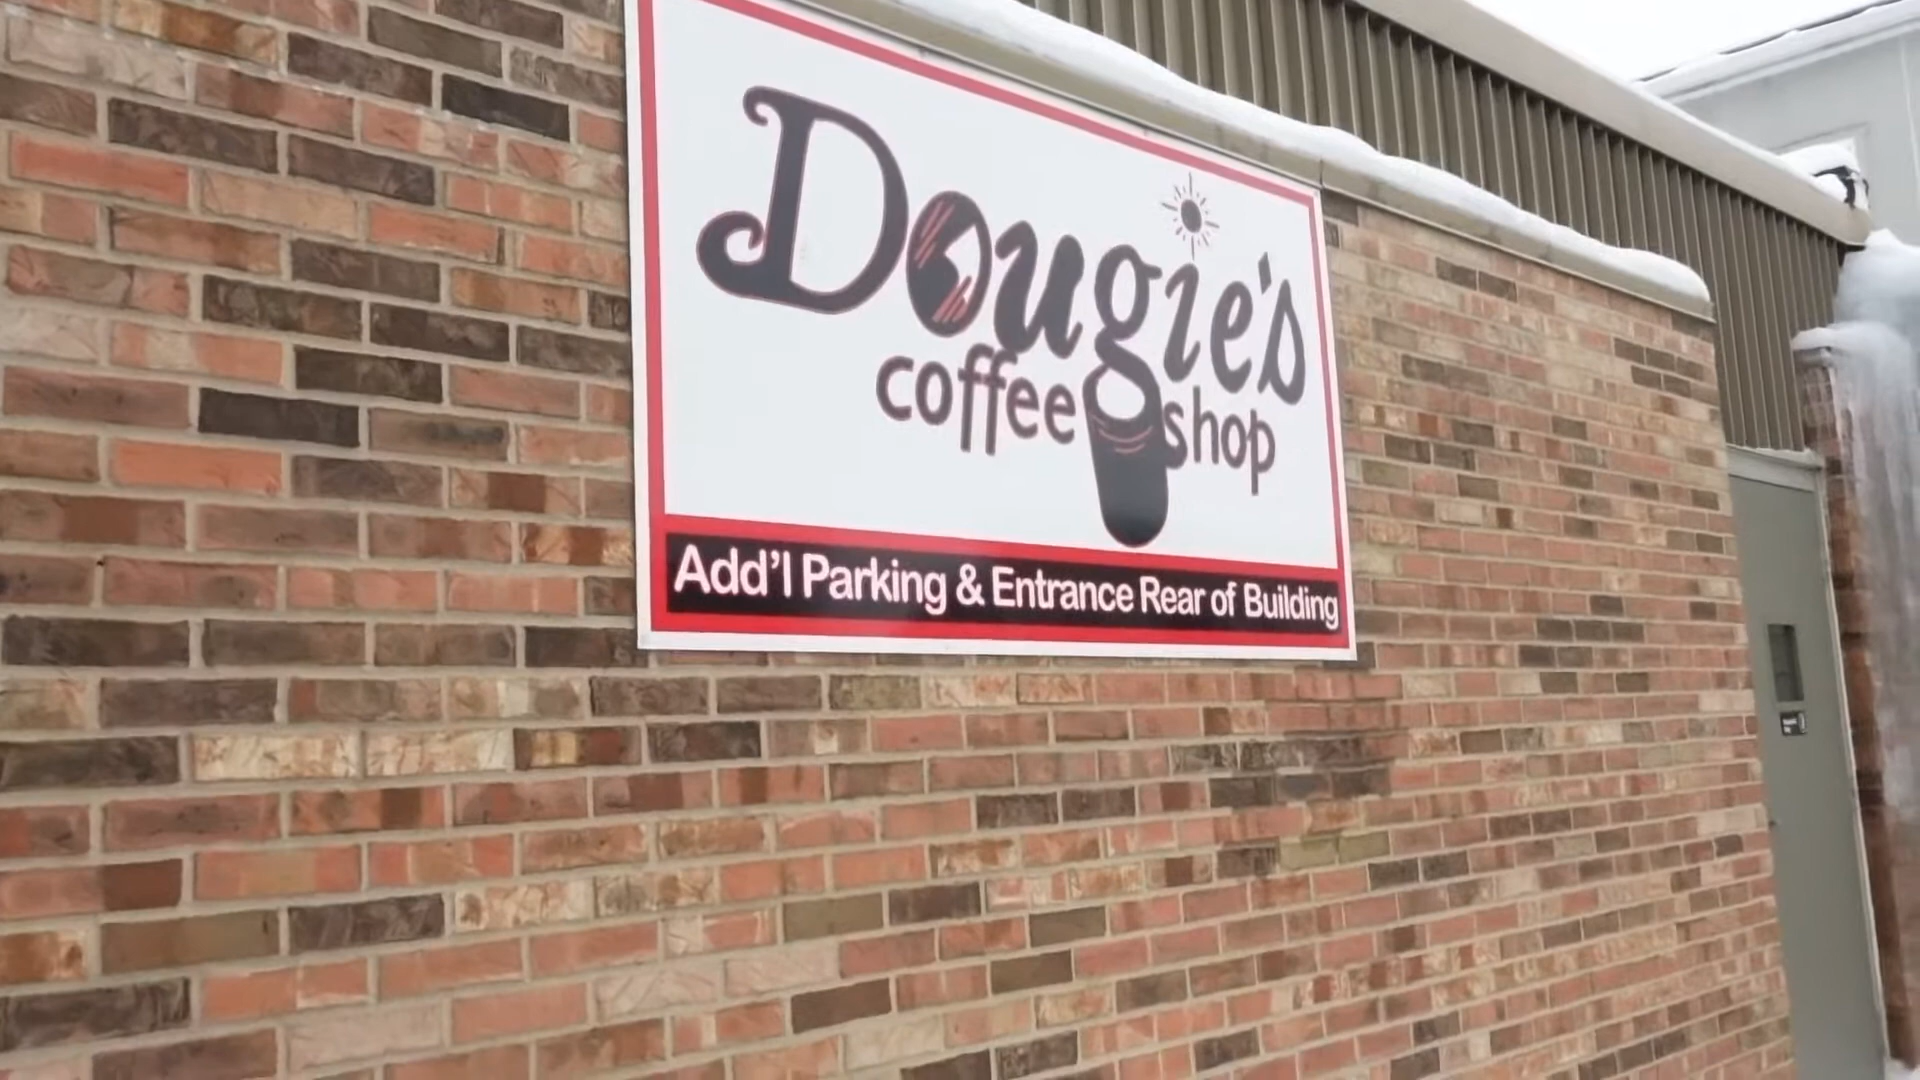 Dougie's
coffee shop
Add'l Parking & Entrance Rear of Building